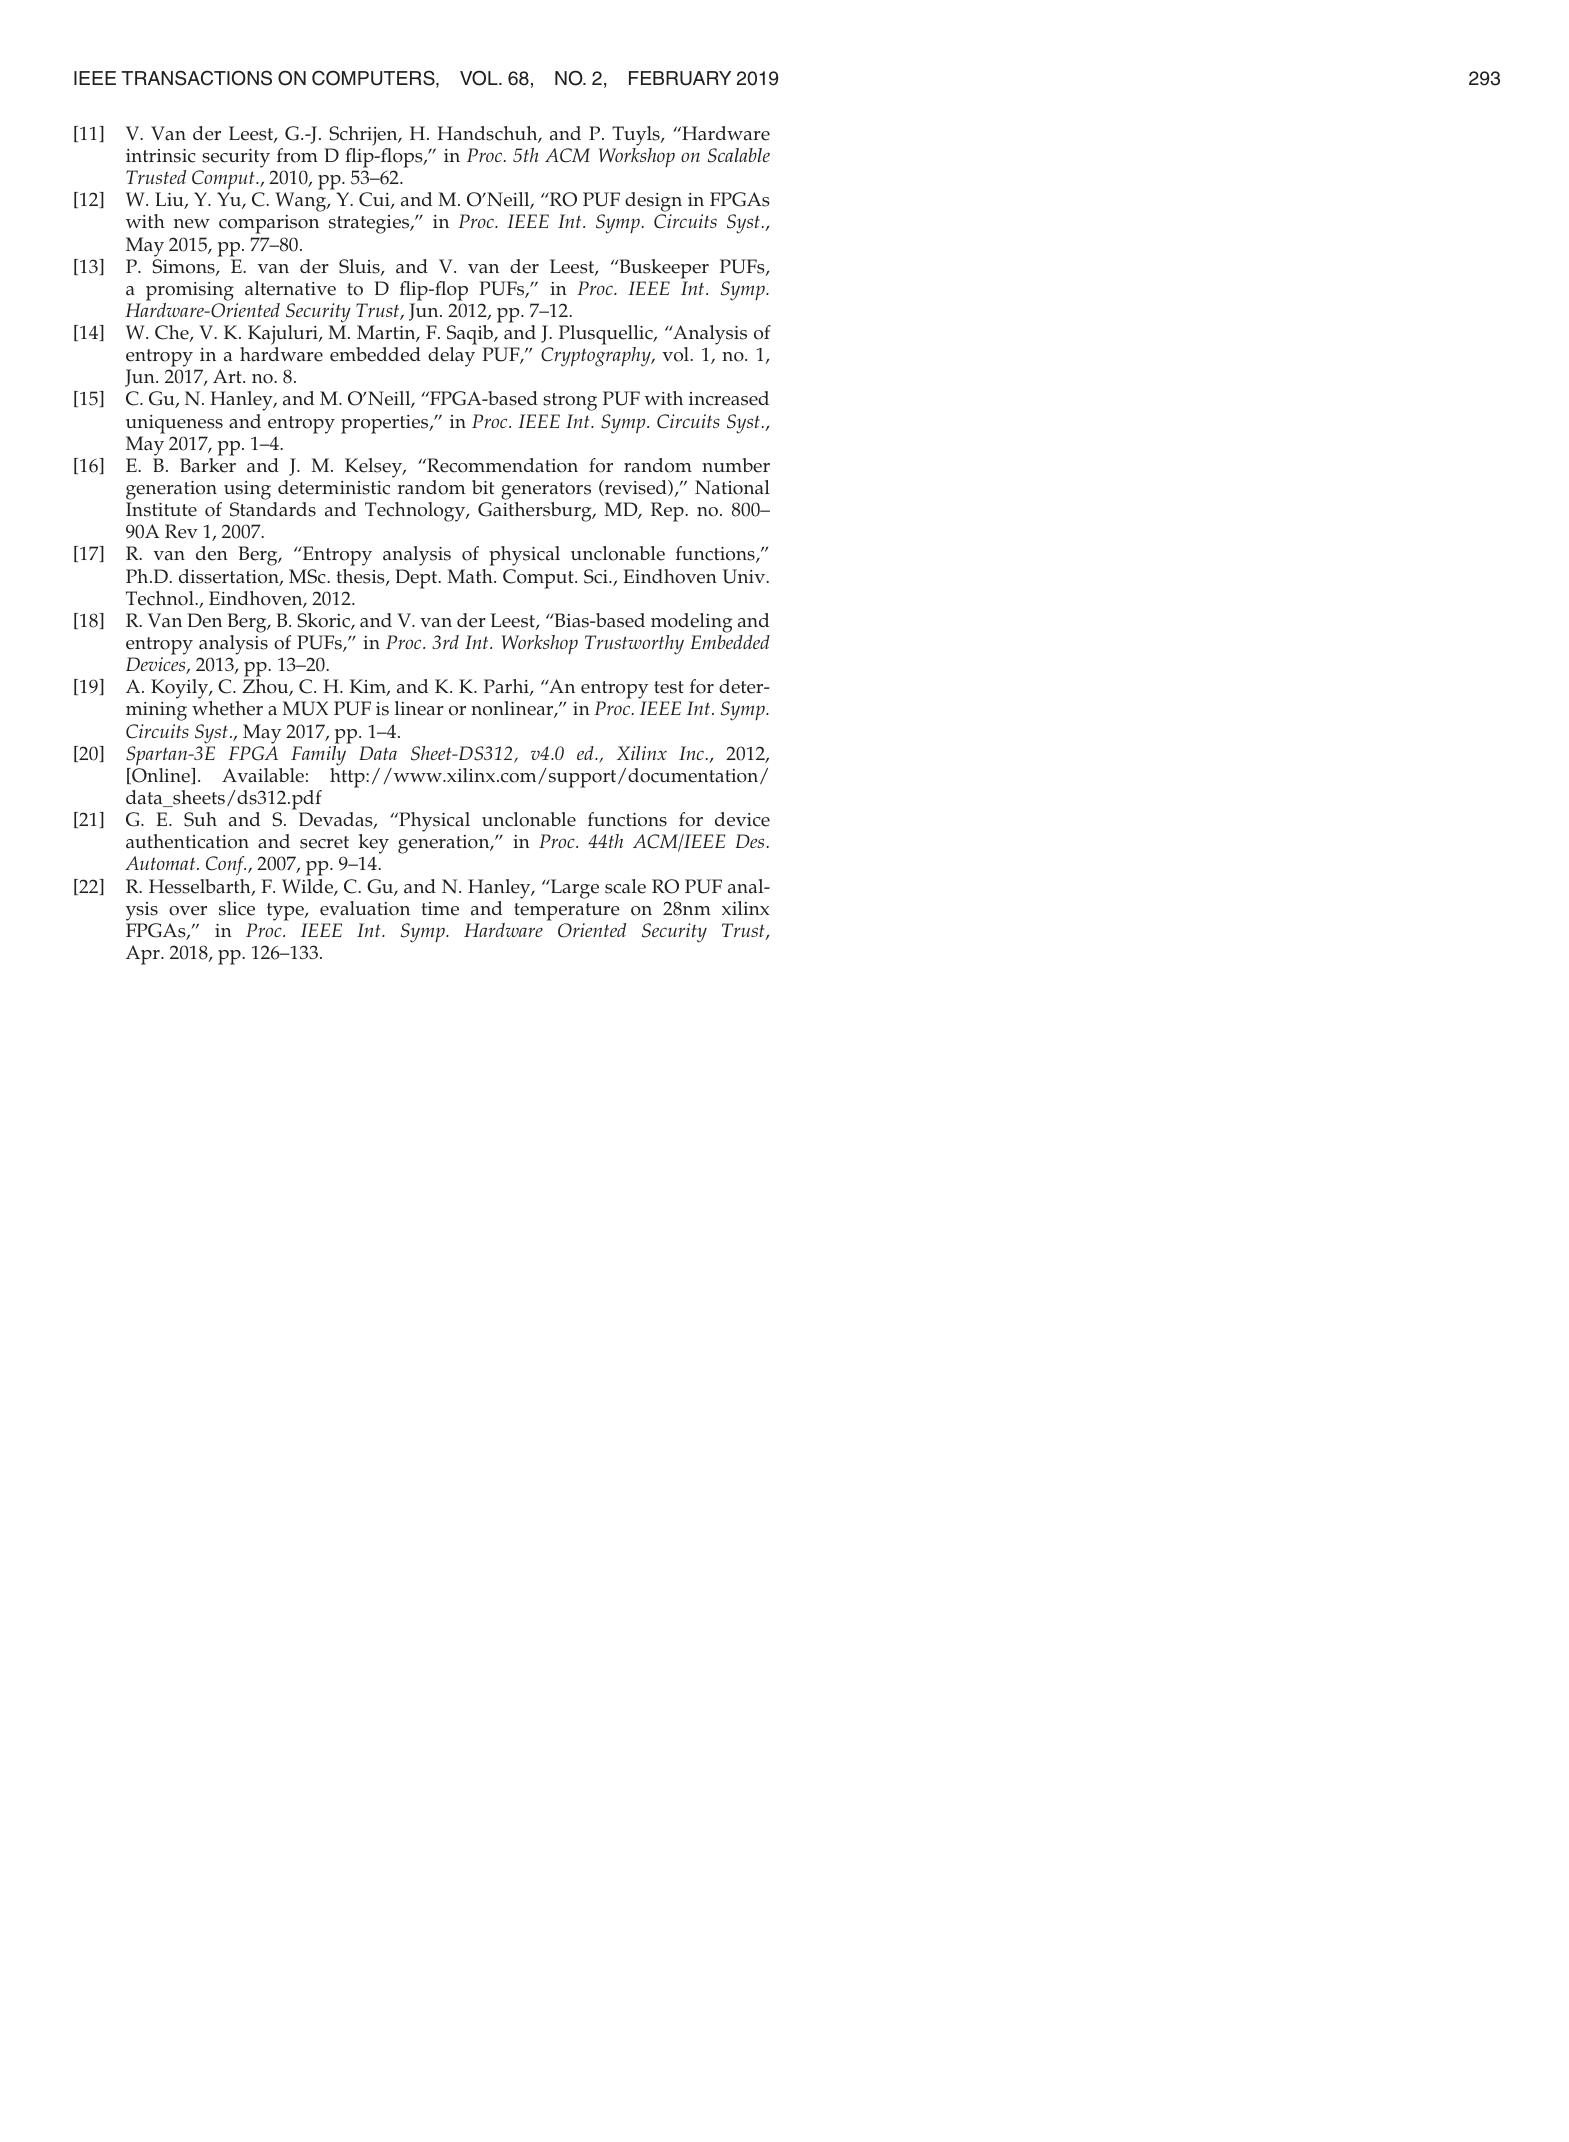 IEEE TRANSACTIONS ON COMPUTERS, VOL. 68, NO. 2, FEBRUARY 2019 293
[11] V. Van der Leest, G.-J. Schrijen, H. Handschuh, and P. Tuyls, “Hardware
intrinsic security from D flip-flops,” in Proc. 5th ACM Workshop on Scalable
Trusted Comput., 2010, pp. 53–62.
[12] W. Liu, Y. Yu, C. Wang, Y. Cui, and M. O’Neill, “RO PUF design in FPGAs
with new comparison strategies,” in Proc. IEEE Int. Symp. Circuits Syst.,
May 2015, pp. 77–80.
[13] P. Simons, E. van der Sluis, and V. van der Leest, “Buskeeper PUFs,
a promising alternative to D flip-flop PUFs,” in Proc. IEEE Int. Symp.
Hardware-Oriented Security Trust, Jun. 2012, pp. 7–12.
[14] W. Che, V. K. Kajuluri, M. Martin, F. Saqib, and J. Plusquellic, “Analysis of
entropy in a hardware embedded delay PUF,” Cryptography, vol. 1, no. 1,
Jun. 2017, Art. no. 8.
[15] C. Gu, N. Hanley, and M. O’Neill, “FPGA-based strong PUF with increased
uniqueness and entropy properties,” in Proc. IEEE Int. Symp. Circuits Syst.,
May 2017, pp. 1–4.
[16] E. B. Barker and J. M. Kelsey, “Recommendation for random number
generation using deterministic random bit generators (revised),” National
Institute of Standards and Technology, Gaithersburg, MD, Rep. no. 800–
90A Rev 1, 2007.
[17] R. van den Berg, “Entropy analysis of physical unclonable functions,”
Ph.D. dissertation, MSc. thesis, Dept. Math. Comput. Sci., Eindhoven Univ.
Technol., Eindhoven, 2012.
[18] R. Van Den Berg, B. Skoric, and V. van der Leest, “Bias-based modeling and
entropy analysis of PUFs,” in Proc. 3rd Int. Workshop Trustworthy Embedded
Devices, 2013, pp. 13–20.
[19] A. Koyily, C. Zhou, C. H. Kim, and K. K. Parhi, “An entropy test for deter-
mining whether a MUX PUF is linear or nonlinear,” in Proc. IEEE Int. Symp.
Circuits Syst., May 2017, pp. 1–4.
[20] Spartan-3E FPGA Family Data Sheet-DS312, v4.0 ed., Xilinx Inc., 2012,
[Online]. Available: http://www.xilinx.com/support/documentation/
data_sheets/ds312.pdf
[21] G. E. Suh and S. Devadas, “Physical unclonable functions for device
authentication and secret key generation,” in Proc. 44th ACM/IEEE Des.
Automat. Conf., 2007, pp. 9–14.
[22] R. Hesselbarth, F. Wilde, C. Gu, and N. Hanley, “Large scale RO PUF anal-
ysis over slice type, evaluation time and temperature on 28nm xilinx
FPGAs,” in Proc. IEEE Int. Symp. Hardware Oriented Security Trust,
Apr. 2018, pp. 126–133.